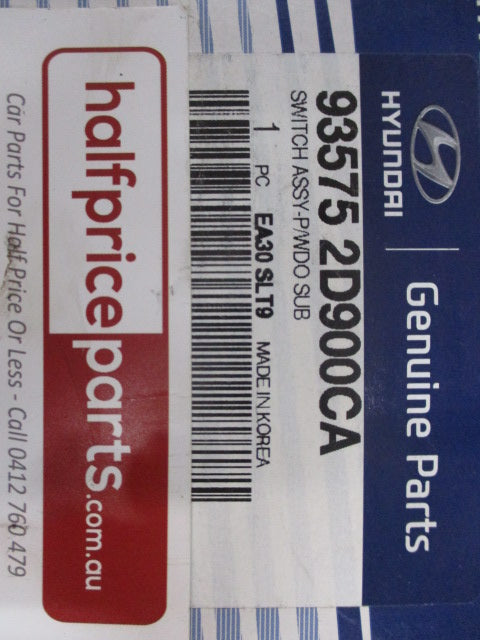 HYUNDAI | Genuine Parts
93575 2D900CA
SWITCH ASSY-P/WDO SUB
1 PC EA30 SLT9 MADE IN KOREA
halfpriceparts.com.au
Car Parts For Half Price Or Less - Call 0412 760 479